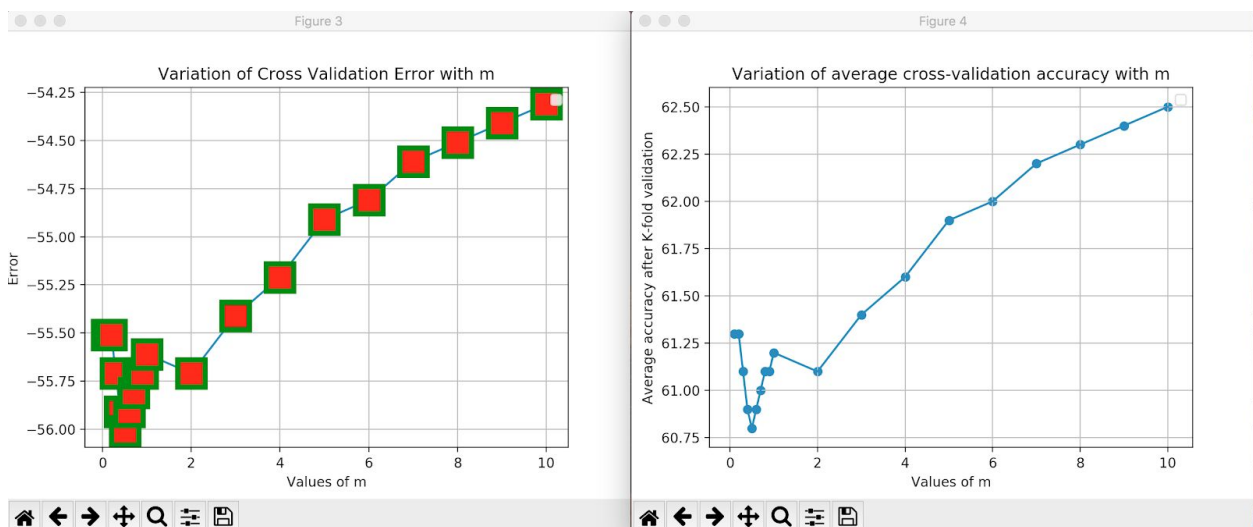 Figure 3
Variation of Cross Validation Error with m
−54.25
−54.50
−54.75
−55.00
−55.25
−55.50
−55.75
−56.00
Error
0 2 4 6 8 10
Values of m
Figure 4
Variation of average cross-validation accuracy with m
62.50
62.25
62.00
61.75
61.50
61.25
61.00
60.75
Average accuracy after K-fold validation
0 2 4 6 8 10
Values of m